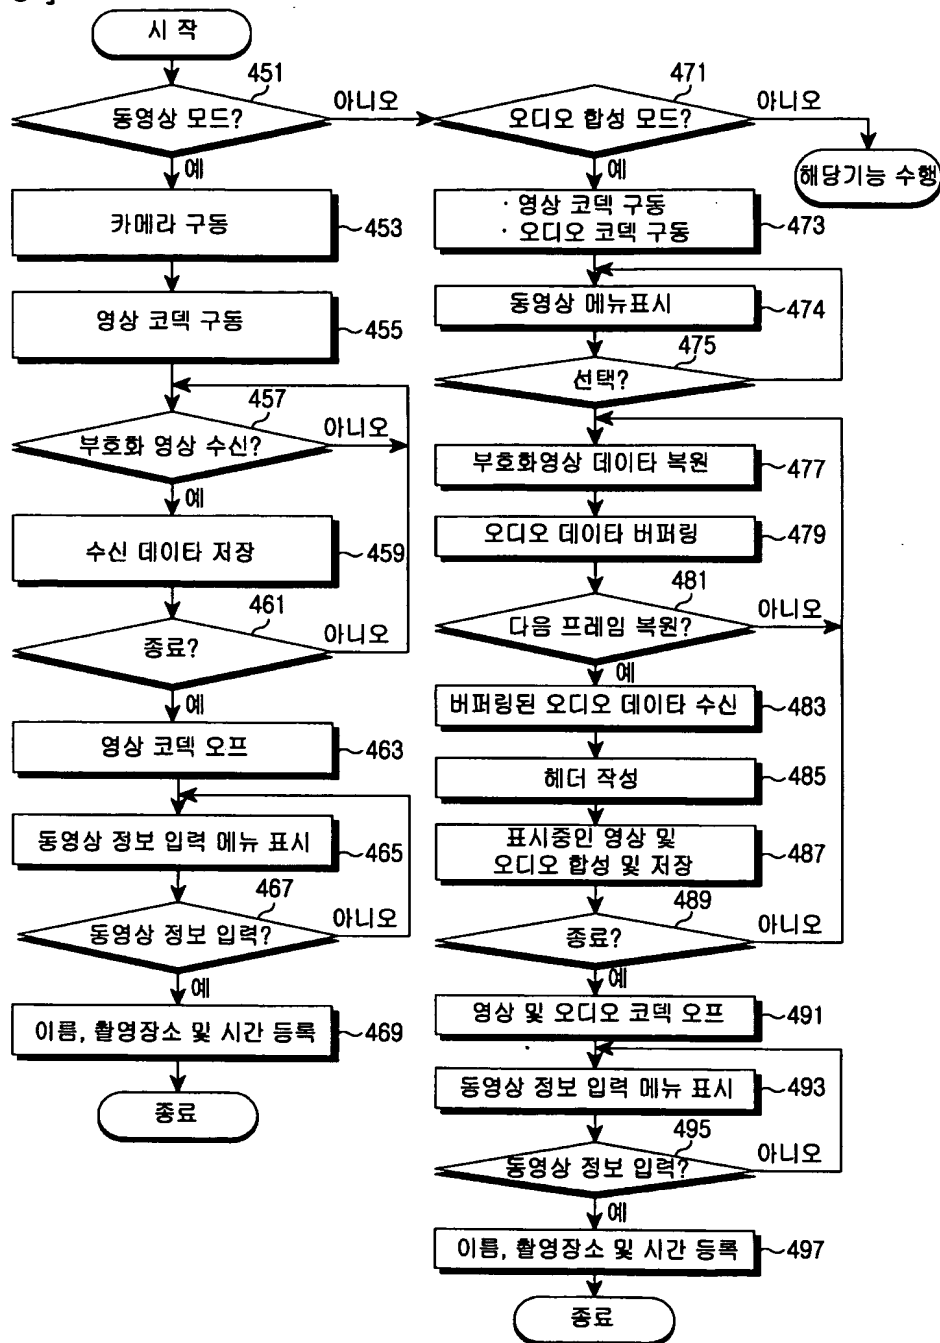 시 작
451
동영상 모드?
아니오
예
카메라 구동
453
영상 코덱 구동
455
457
부호화 영상 수신?
아니오
예
수신 데이타 저장
459
461
종료?
아니오
예
영상 코덱 오프
463
동영상 정보 입력 메뉴 표시
465
467
동영상 정보 입력?
아니오
예
이름, 촬영장소 및 시간 등록
469
종료
471
오디오 합성 모드?
아니오
해당기능 수행
예
· 영상 코덱 구동
· 오디오 코덱 구동
473
동영상 메뉴표시
474
475
선택?
부호화영상 데이타 복원
477
오디오 데이타 버퍼링
479
481
다음 프레임 복원?
아니오
예
버퍼링된 오디오 데이타 수신
483
헤더 작성
485
표시중인 영상 및
오디오 합성 및 저장
487
489
종료?
아니오
예
영상 및 오디오 코덱 오프
491
동영상 정보 입력 메뉴 표시
493
495
동영상 정보 입력?
아니오
예
이름, 촬영장소 및 시간 등록
497
종료